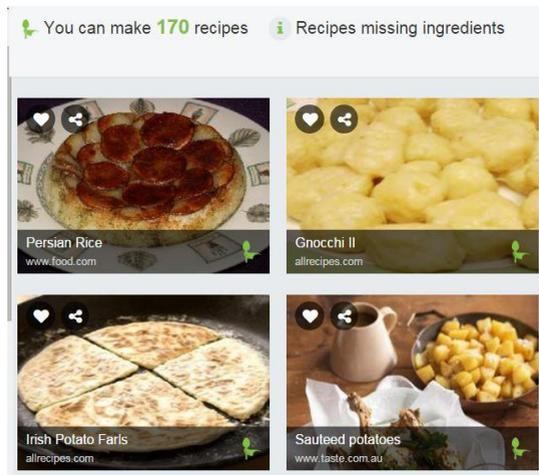 You can make 170 recipes
i Recipes missing ingredients
Persian Rice
www.food.com
Gnocchi II
allrecipes.com
Irish Potato Farls
allrecipes.com
Sauteed potatoes
www.taste.com.au